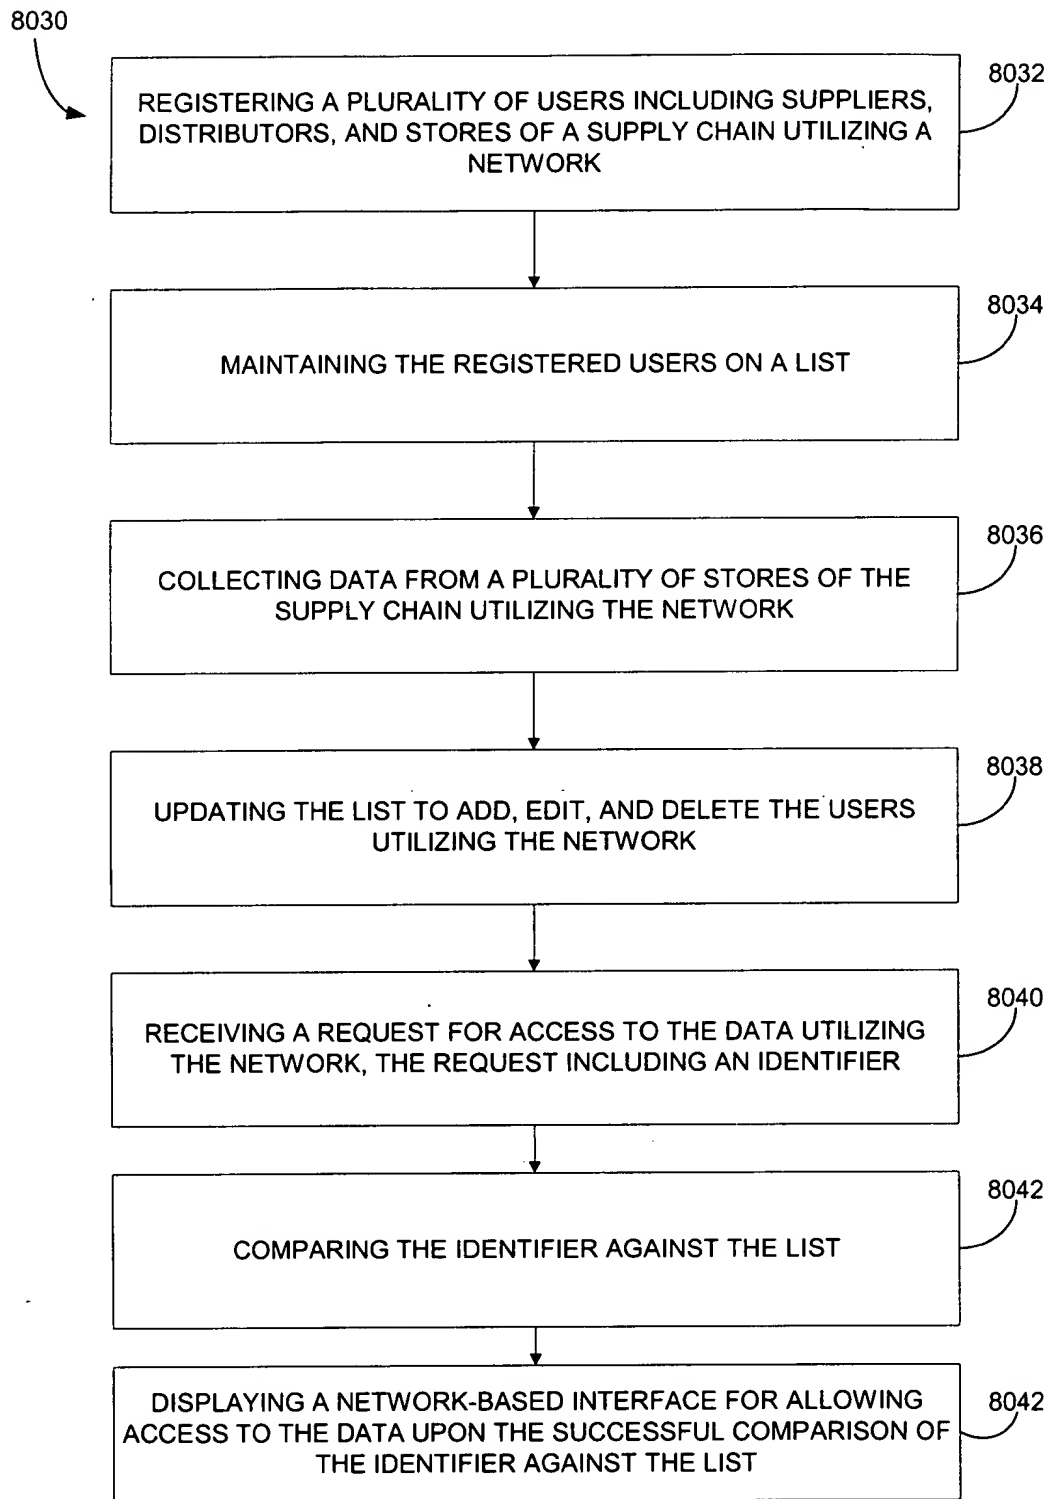 8030
8032
REGISTERING A PLURALITY OF USERS INCLUDING SUPPLIERS,
DISTRIBUTORS, AND STORES OF A SUPPLY CHAIN UTILIZING A
NETWORK
8034
MAINTAINING THE REGISTERED USERS ON A LIST
8036
COLLECTING DATA FROM A PLURALITY OF STORES OF THE
SUPPLY CHAIN UTILIZING THE NETWORK
8038
UPDATING THE LIST TO ADD, EDIT, AND DELETE THE USERS
UTILIZING THE NETWORK
8040
RECEIVING A REQUEST FOR ACCESS TO THE DATA UTILIZING
THE NETWORK, THE REQUEST INCLUDING AN IDENTIFIER
8042
COMPARING THE IDENTIFIER AGAINST THE LIST
8042
DISPLAYING A NETWORK-BASED INTERFACE FOR ALLOWING
ACCESS TO THE DATA UPON THE SUCCESSFUL COMPARISON OF
THE IDENTIFIER AGAINST THE LIST